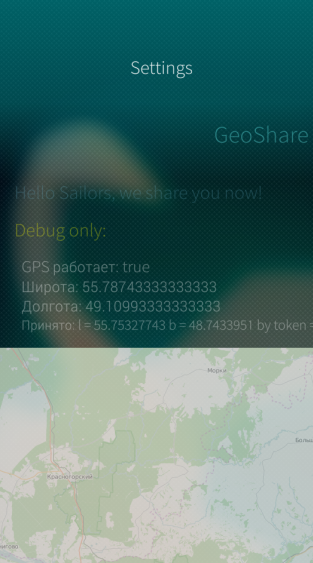 Settings
GeoShare
Hello Sailors, we share you now!
Debug only:
GPS работает: true
Широта: 55.78743333333333
Долгота: 49.10993333333333
Принято: l = 55.75327743 b = 48.7433951 by token =
Морки
Красногорский